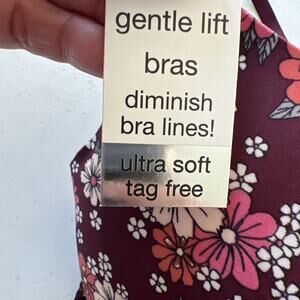 gentle lift
bras
diminish
bra lines!
ultra soft
tag free